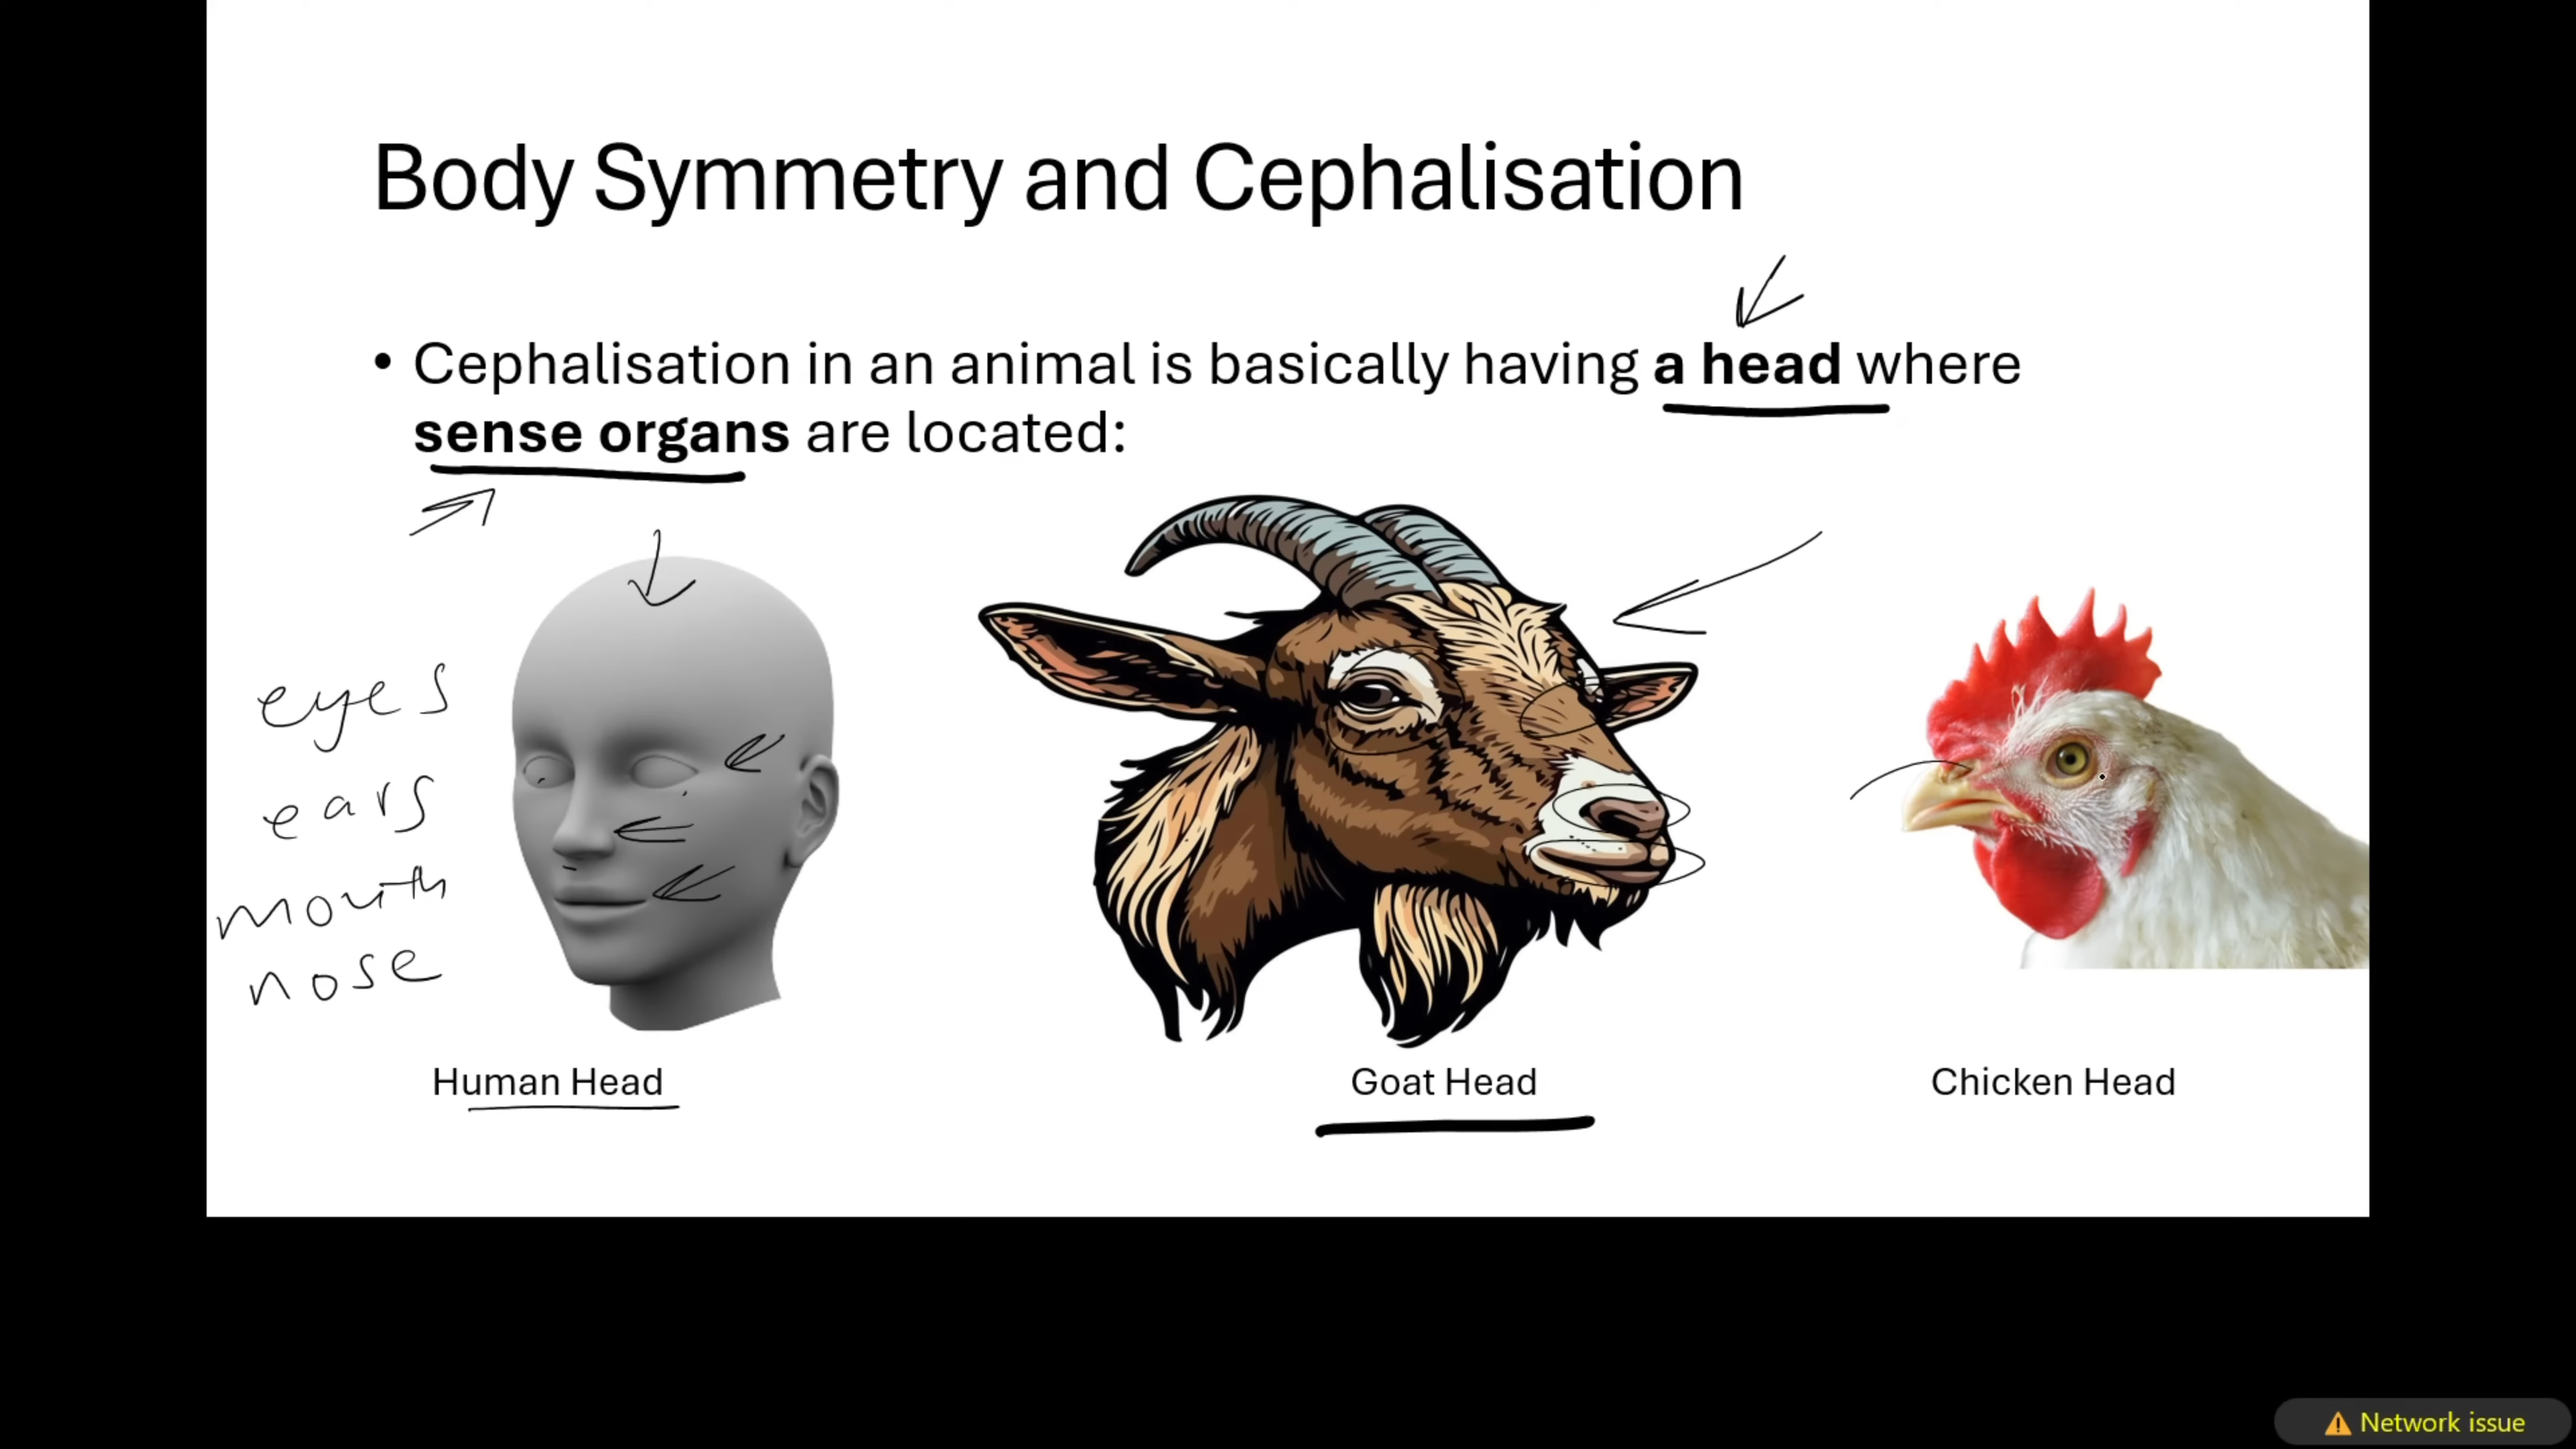 Body Symmetry and Cephalisation
• Cephalisation in an animal is basically having a head where
sense organs are located:
eyes
ears
mouth
nose
Human Head
Goat Head
Chicken Head
Network issue